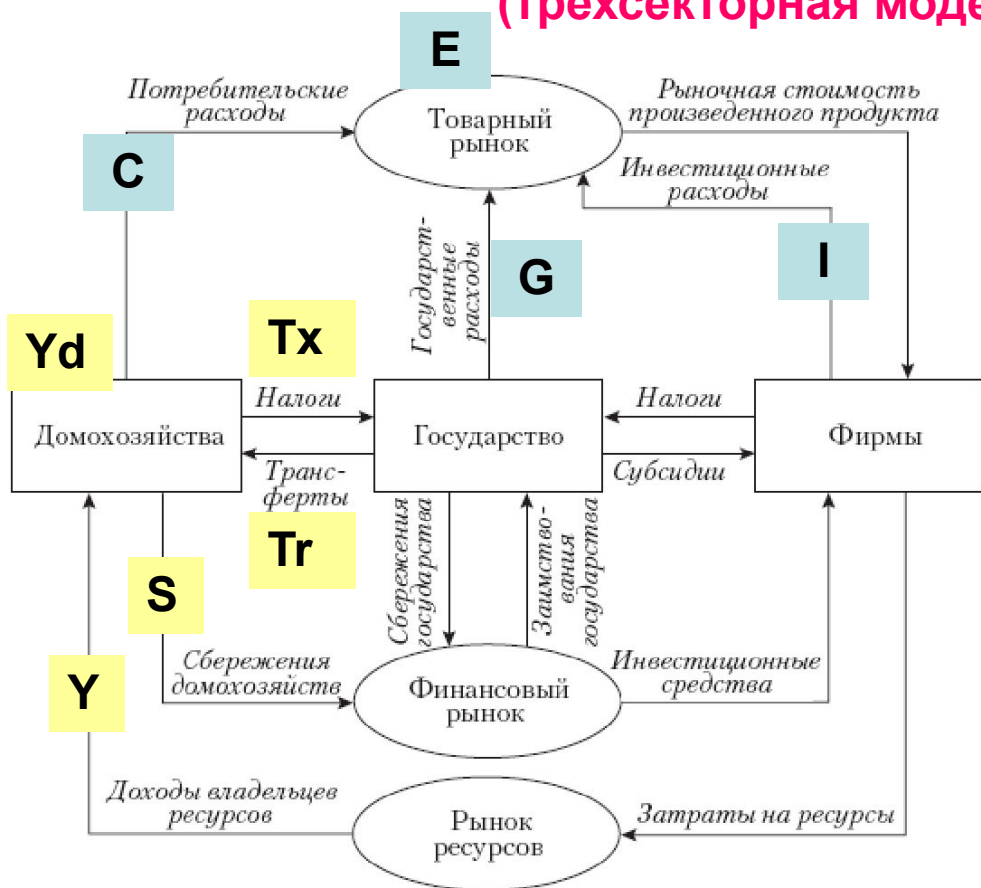 (трехсекторная моде
E
Потребительские
расходы
Товарный
рынок
Рыночная стоимость
произведенного продукта
C
Инвестиционные
расходы
I
Государст-
венные
расходы
G
Yd
Tx
Налоги
Налоги
Домохозяйства
Государство
Фирмы
Транс-
ферты
Субсидии
Tr
S
Сбережения
государства
Заимство-
вания
государства
Сбережения
домохозяйств
Y
Финансовый
рынок
Инвестиционные
средства
Доходы владельцев
ресурсов
Рынок
ресурсов
Затраты на ресурсы